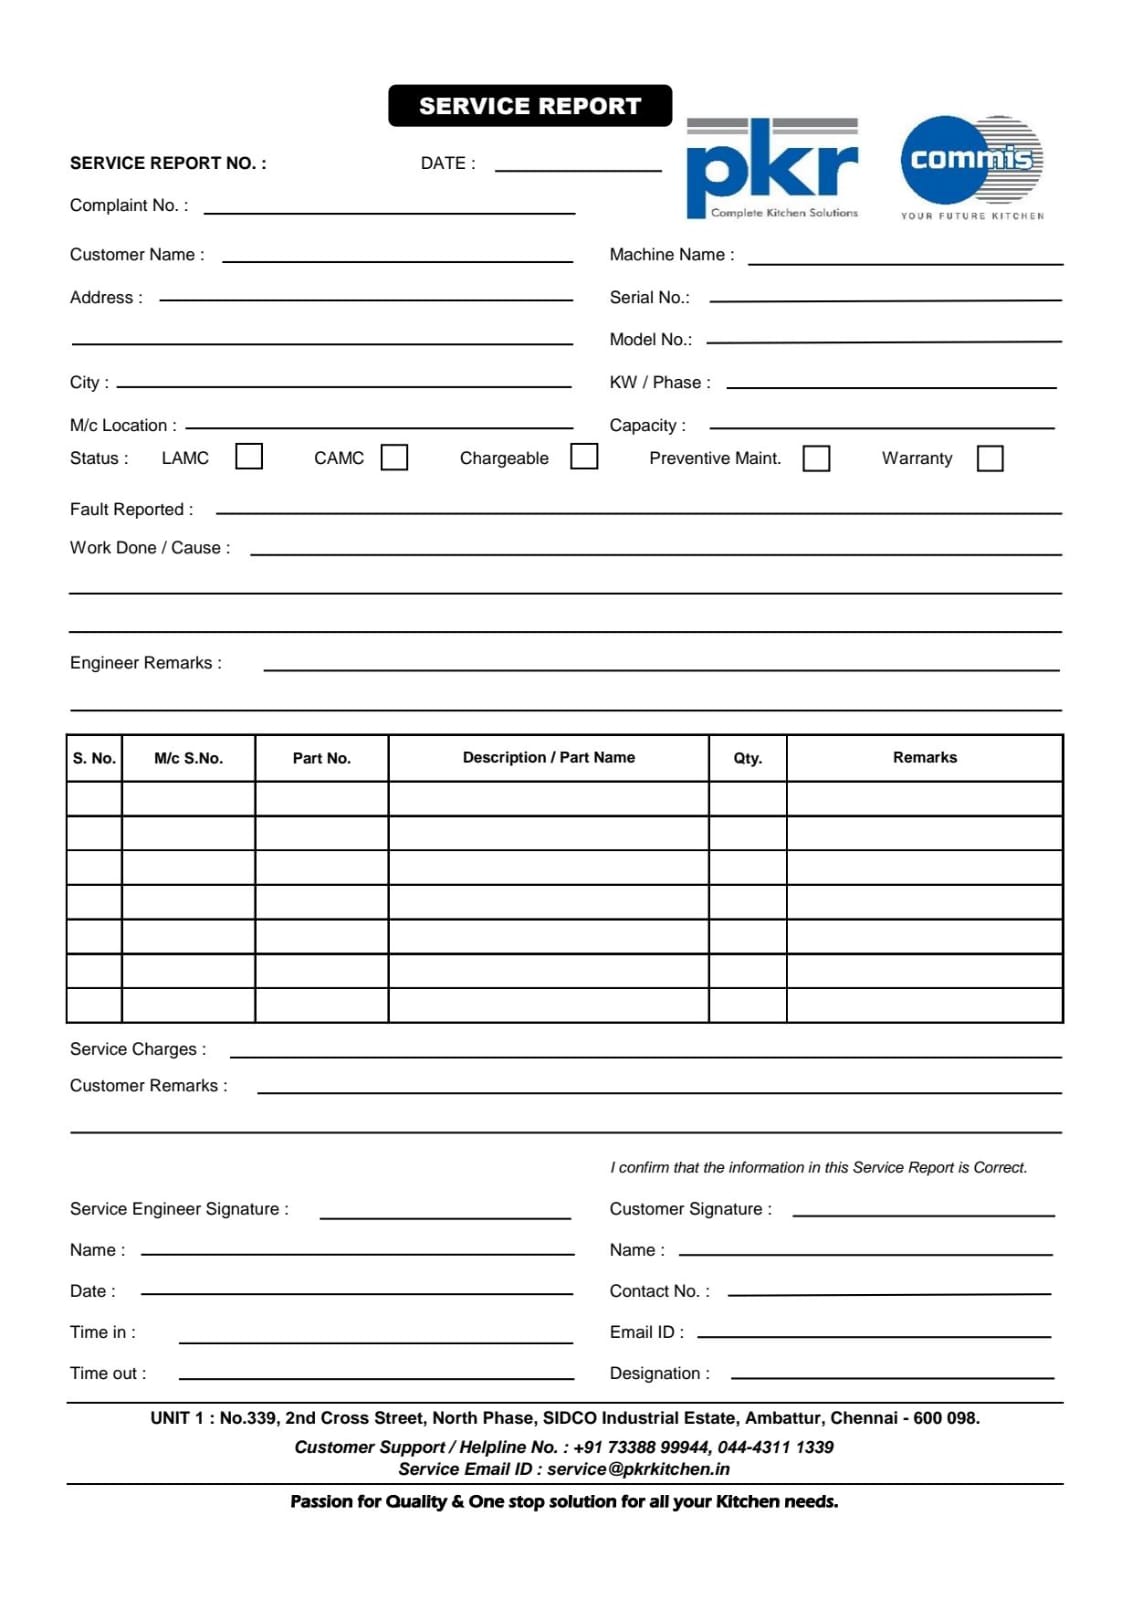 SERVICE REPORT
pkr
Complete Kitchen Solutions
commis
YOUR FUTURE KITCHEN
SERVICE REPORT NO. : DATE :
Complaint No. :
Customer Name : Machine Name :
Address : Serial No.:
Model No.:
City : KW / Phase :
M/c Location : Capacity :
Status : LAMC CAMC Chargeable Preventive Maint. Warranty
Fault Reported :
Work Done / Cause :
Engineer Remarks :
S. No. M/c S.No. Part No. Description / Part Name Qty. Remarks
Service Charges :
Customer Remarks :
I confirm that the information in this Service Report is Correct.
Service Engineer Signature : Customer Signature :
Name : Name :
Date : Contact No. :
Time in : Email ID :
Time out : Designation :
UNIT 1 : No.339, 2nd Cross Street, North Phase, SIDCO Industrial Estate, Ambattur, Chennai - 600 098.
Customer Support / Helpline No. : +91 73388 99944, 044-4311 1339
Service Email ID : service@pkrkitchen.in
Passion for Quality & One stop solution for all your Kitchen needs.